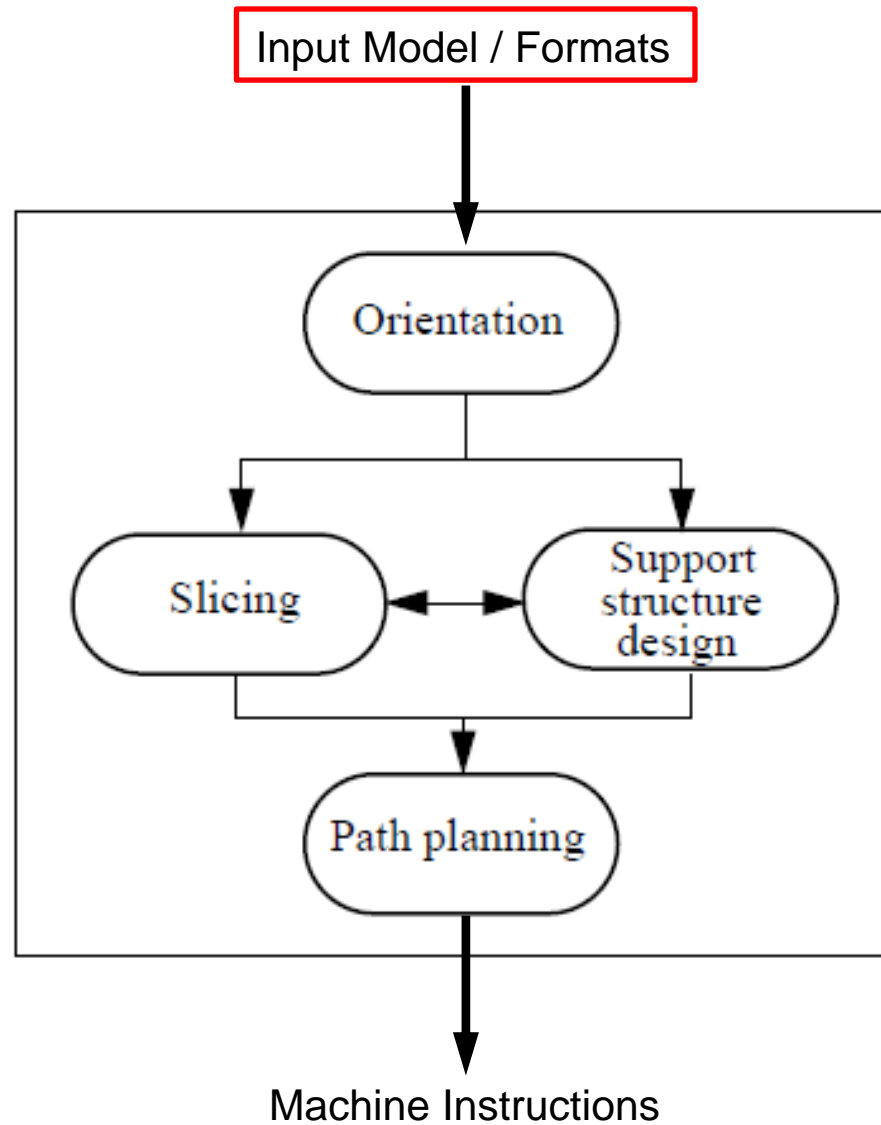 Input Model / Formats
Orientation
Slicing
Support
structure
design
Path planning
Machine Instructions